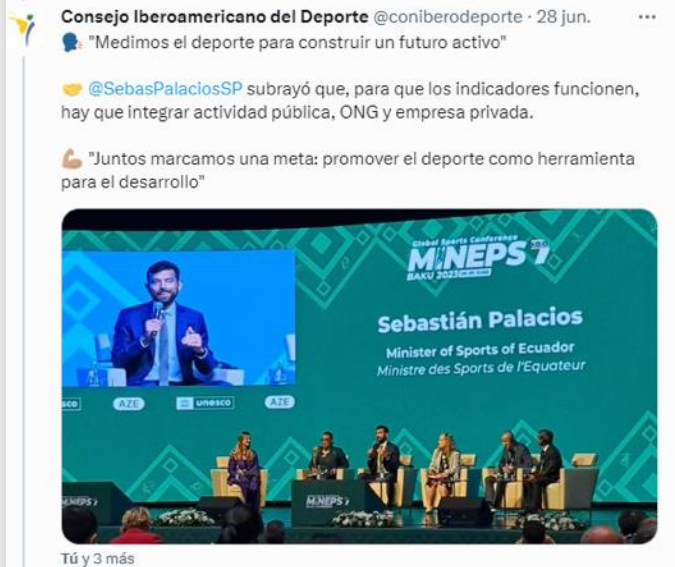 Consejo Iberoamericano del Deporte @coniberodeporte · 28 jun.
"Medimos el deporte para construir un futuro activo"
@SebasPalaciosSP subrayó que, para que los indicadores funcionen,
hay que integrar actividad pública, ONG y empresa privada.
"Juntos marcamos una meta: promover el deporte como herramienta
para el desarrollo"
Global Sports Conference
MINEPS 7
BAKU 2023
Sebastián Palacios
Minister of Sports of Ecuador
Ministre des Sports de l'Equateur
sco AZE unesco AZE
MINEPS 7
MINEPS 7
Tú y 3 más